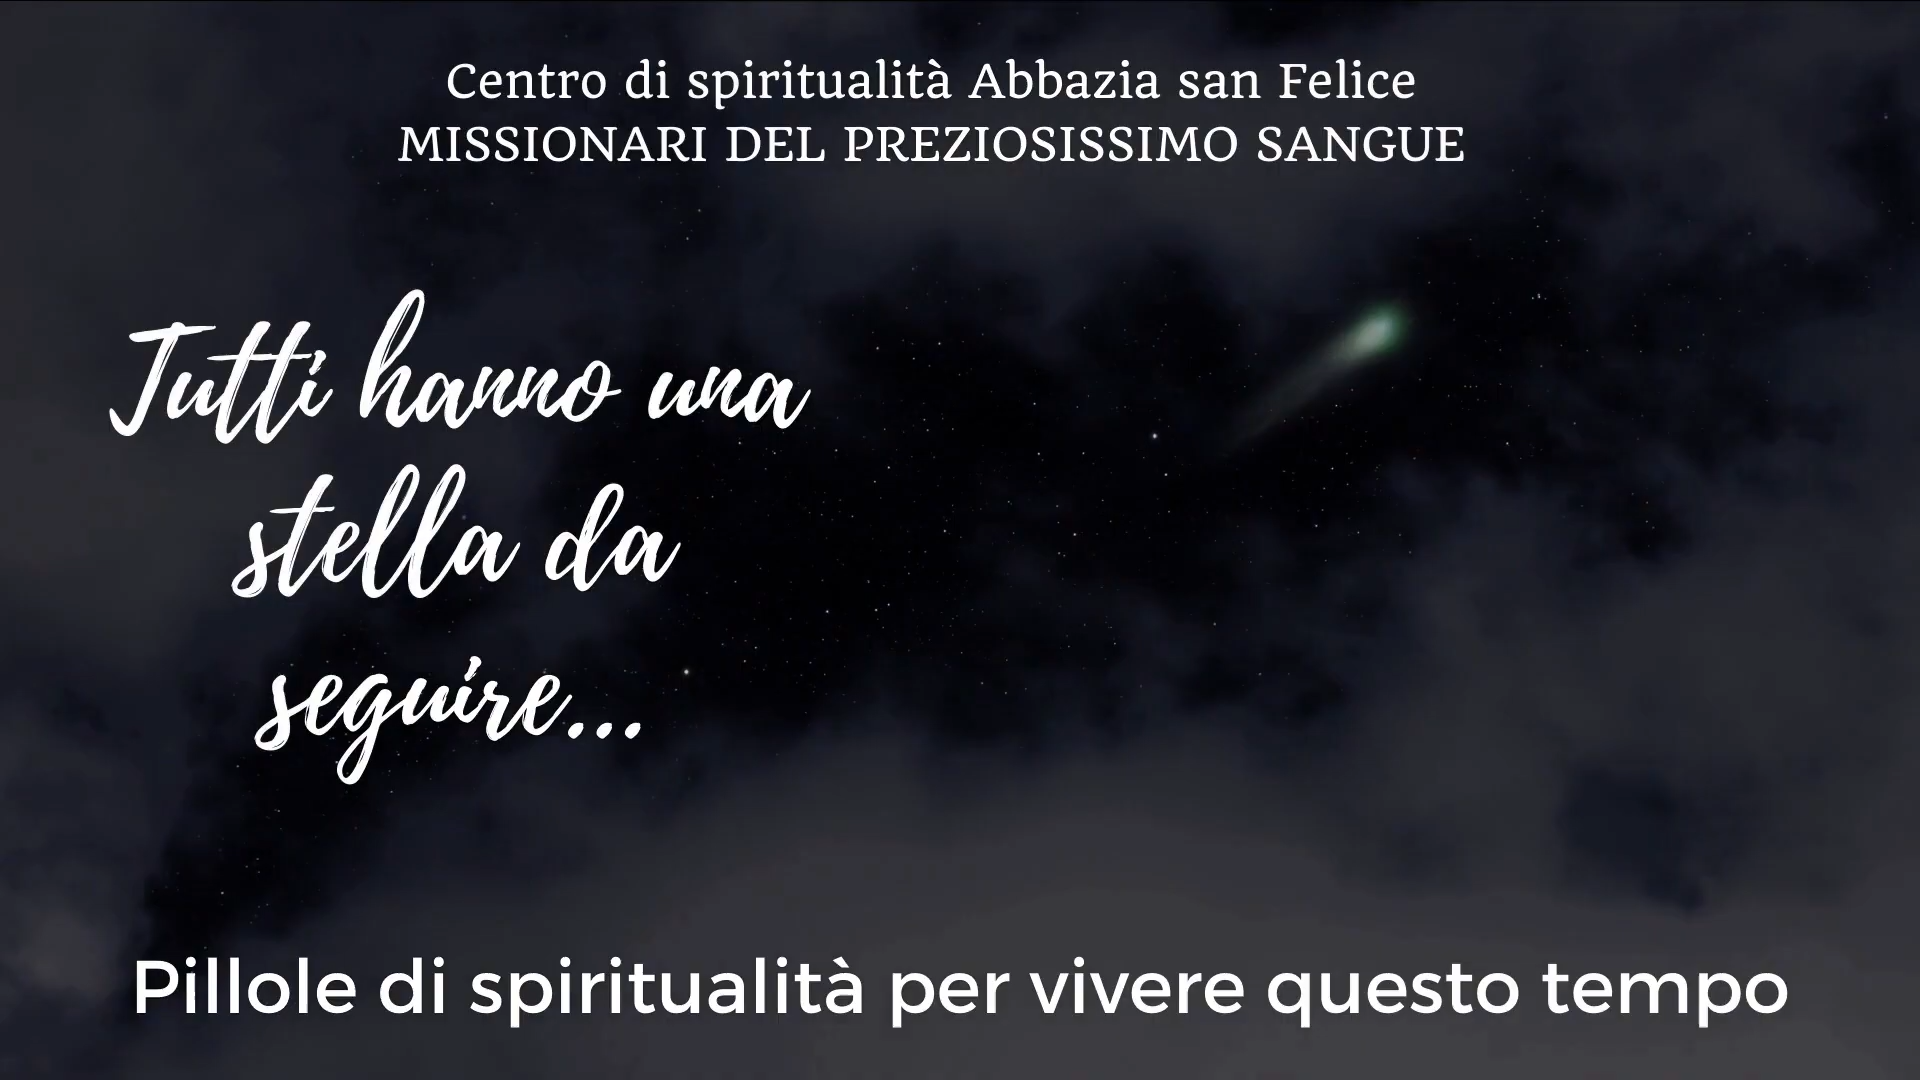 Centro di spiritualità Abbazia san Felice
MISSIONARI DEL PREZIOSISSIMO SANGUE
Tutti hanno una
stella da
seguire...
Pillole di spiritualità per vivere questo tempo